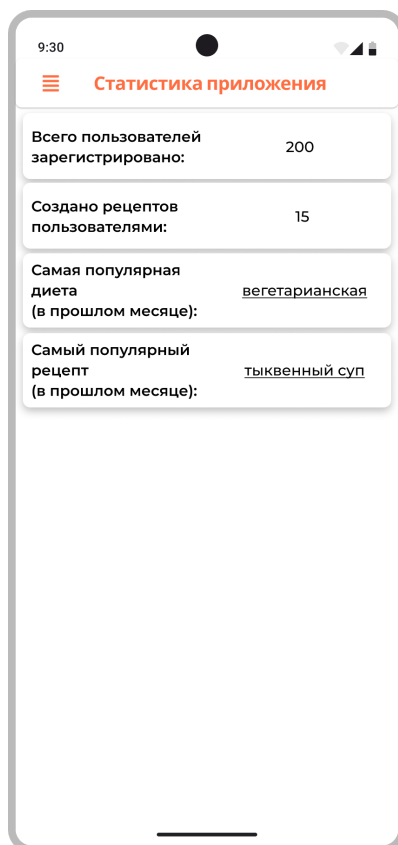 9:30
Статистика приложения
Всего пользователей
зарегистрировано:
200
Создано рецептов
пользователями:
15
Самая популярная
диета
(в прошлом месяце):
вегетарианская
Самый популярный
рецепт
(в прошлом месяце):
тыквенный суп